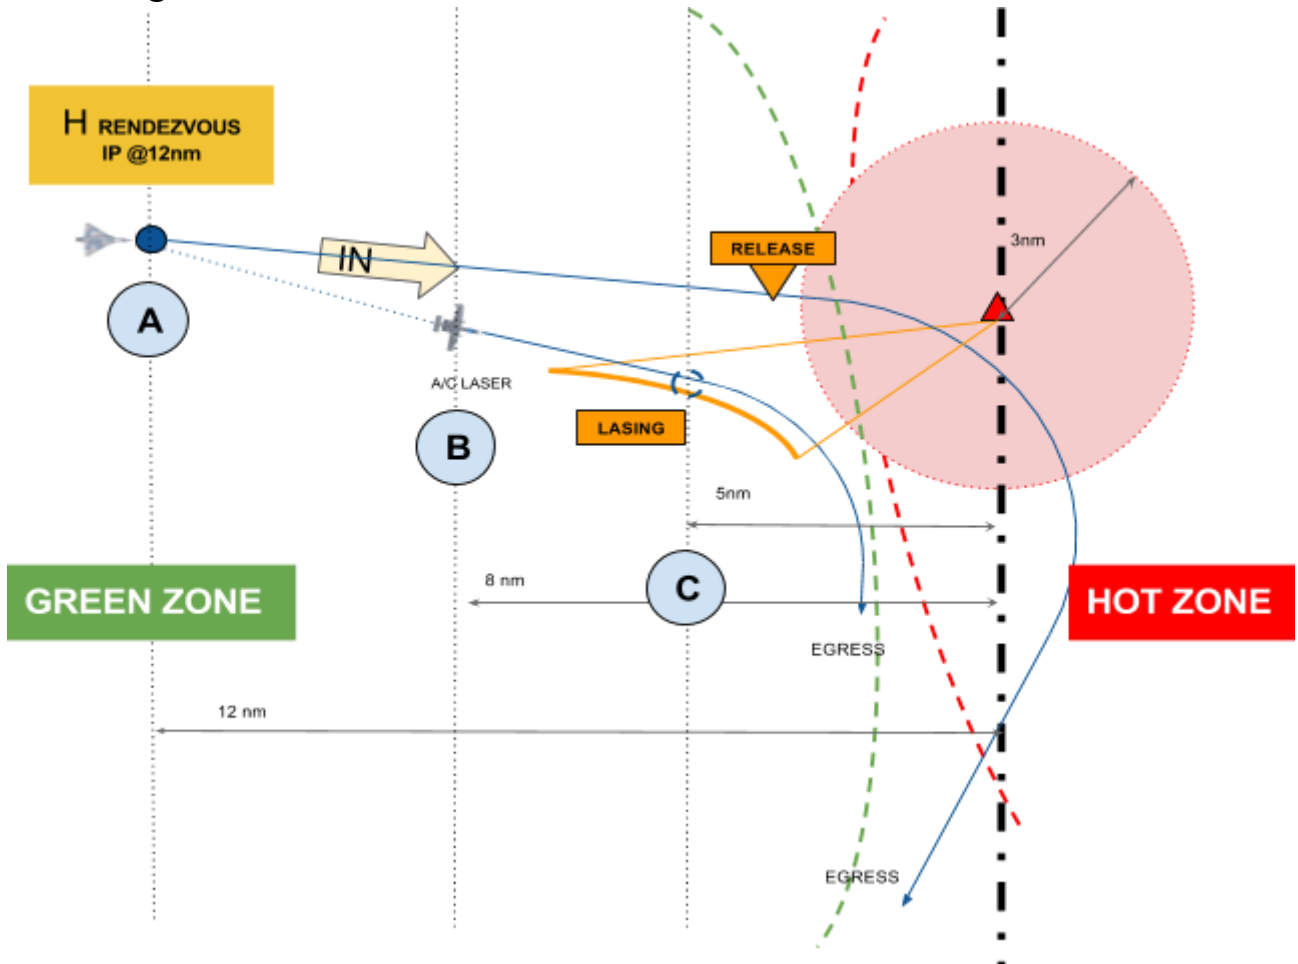 H RENDEZVOUS
IP @12nm
IN
RELEASE
3nm
A
A/C LASER
LASING
B
5nm
8 nm
C
GREEN ZONE
HOT ZONE
EGRESS
12 nm
EGRESS